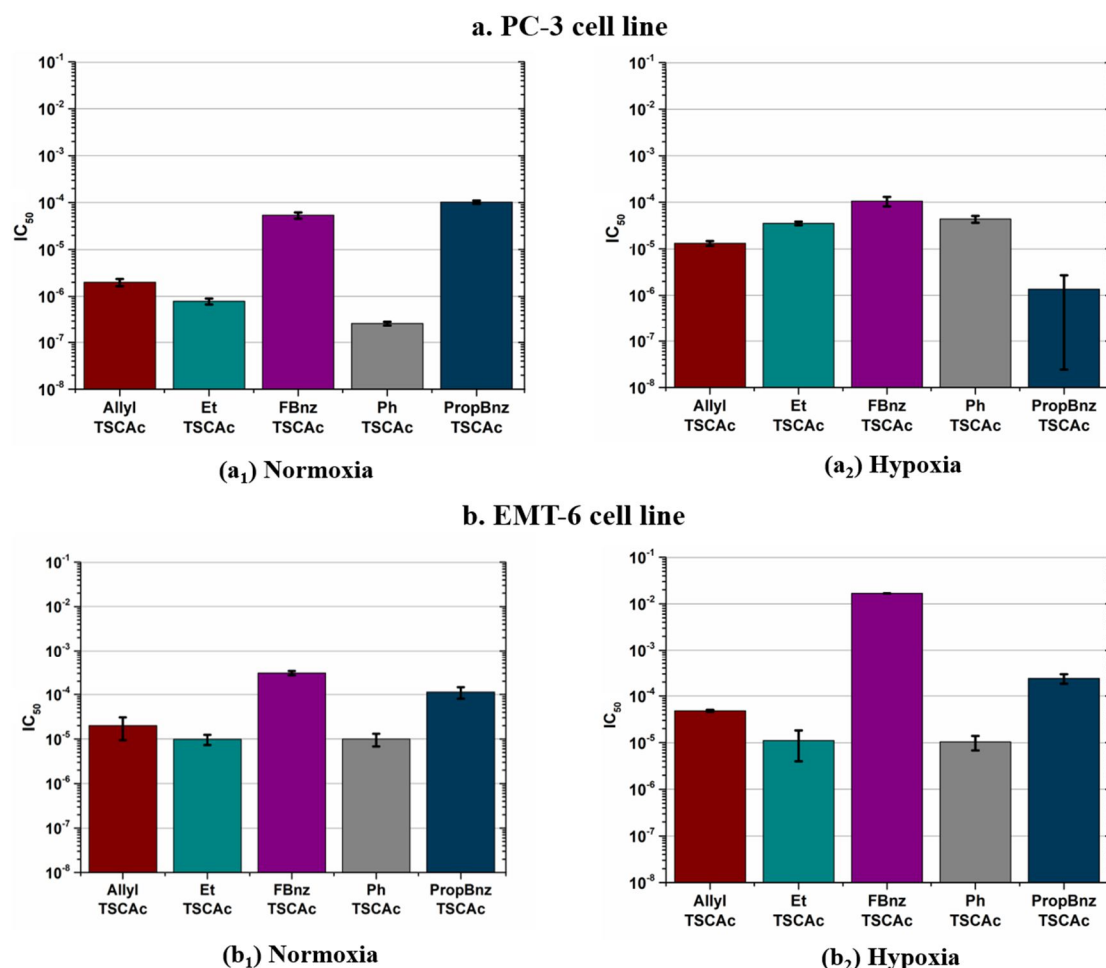 a. PC-3 cell line
10⁻¹
10⁻²
10⁻³
10⁻⁴
10⁻⁵
10⁻⁶
10⁻⁷
10⁻⁸
IC₅₀
Allyl Et FBnz Ph PropBnz
TSCAc TSCAc TSCAc TSCAc TSCAc
(a₁) Normoxia
10⁻¹
10⁻²
10⁻³
10⁻⁴
10⁻⁵
10⁻⁶
10⁻⁷
10⁻⁸
IC₅₀
Allyl Et FBnz Ph PropBnz
TSCAc TSCAc TSCAc TSCAc TSCAc
(a₂) Hypoxia
b. EMT-6 cell line
10⁻¹
10⁻²
10⁻³
10⁻⁴
10⁻⁵
10⁻⁶
10⁻⁷
10⁻⁸
IC₅₀
Allyl Et FBnz Ph PropBnz
TSCAc TSCAc TSCAc TSCAc TSCAc
(b₁) Normoxia
10⁻¹
10⁻²
10⁻³
10⁻⁴
10⁻⁵
10⁻⁶
10⁻⁷
10⁻⁸
IC₅₀
Allyl Et FBnz Ph PropBnz
TSCAc TSCAc TSCAc TSCAc TSCAc
(b₂) Hypoxia